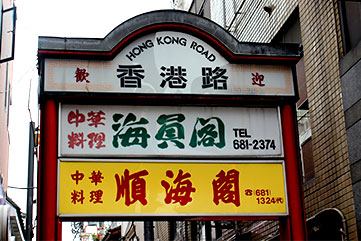 HONG KONG ROAD
歓 香港路 迎
中華料理 海員閣 TEL 681-2374
中華料理 順海閣 ☎(681)1324代